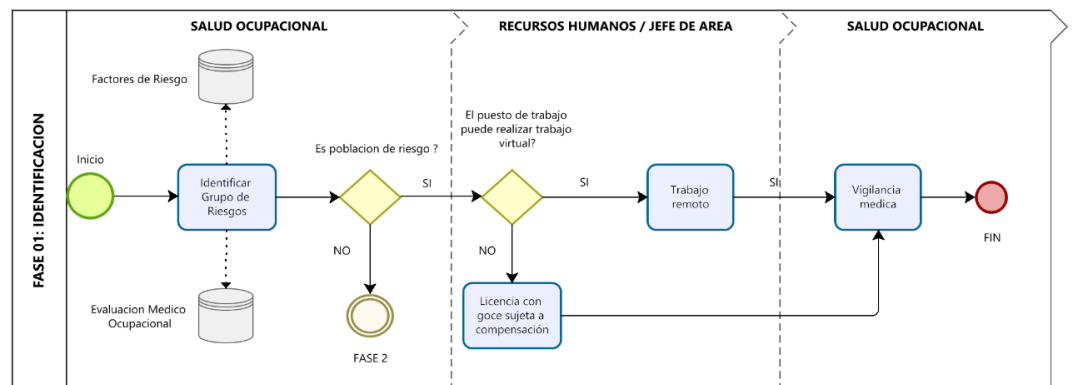 SALUD OCUPACIONAL
RECURSOS HUMANOS / JEFE DE AREA
SALUD OCUPACIONAL
FASE 01: IDENTIFICACION
Factores de Riesgo
Inicio
Identificar
Grupo de
Riesgos
Evaluacion Medico
Ocupacional
Es poblacion de riesgo ?
SI
NO
FASE 2
El puesto de trabajo
puede realizar trabajo
virtual?
SI
NO
Licencia con
goce sujeta a
compensación
Trabajo
remoto
SI
Vigilancia
medica
FIN